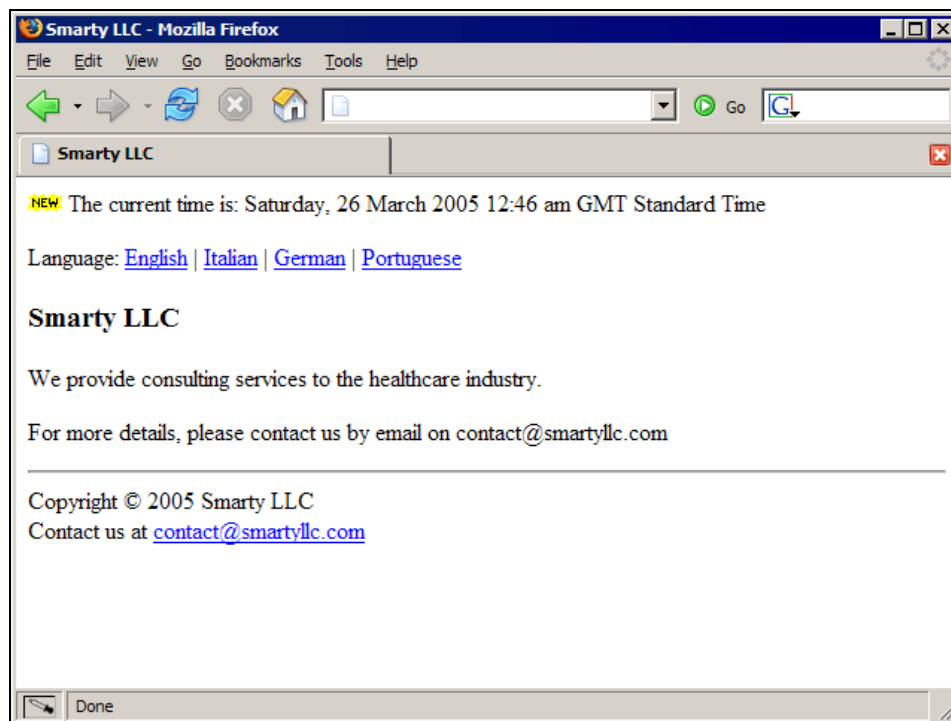 Smarty LLC - Mozilla Firefox
File Edit View Go Bookmarks Tools Help
Go G
Smarty LLC
NEW The current time is: Saturday, 26 March 2005 12:46 am GMT Standard Time
Language: English | Italian | German | Portuguese
Smarty LLC
We provide consulting services to the healthcare industry.
For more details, please contact us by email on contact@smartyllc.com
Copyright © 2005 Smarty LLC
Contact us at contact@smartyllc.com
Done